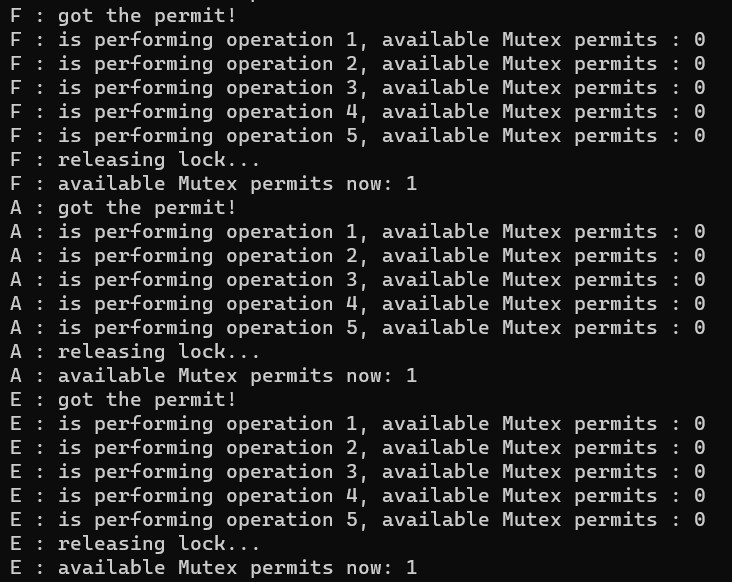 F : got the permit!
F : is performing operation 1, available Mutex permits : 0
F : is performing operation 2, available Mutex permits : 0
F : is performing operation 3, available Mutex permits : 0
F : is performing operation 4, available Mutex permits : 0
F : is performing operation 5, available Mutex permits : 0
F : releasing lock...
F : available Mutex permits now: 1
A : got the permit!
A : is performing operation 1, available Mutex permits : 0
A : is performing operation 2, available Mutex permits : 0
A : is performing operation 3, available Mutex permits : 0
A : is performing operation 4, available Mutex permits : 0
A : is performing operation 5, available Mutex permits : 0
A : releasing lock...
A : available Mutex permits now: 1
E : got the permit!
E : is performing operation 1, available Mutex permits : 0
E : is performing operation 2, available Mutex permits : 0
E : is performing operation 3, available Mutex permits : 0
E : is performing operation 4, available Mutex permits : 0
E : is performing operation 5, available Mutex permits : 0
E : releasing lock...
E : available Mutex permits now: 1